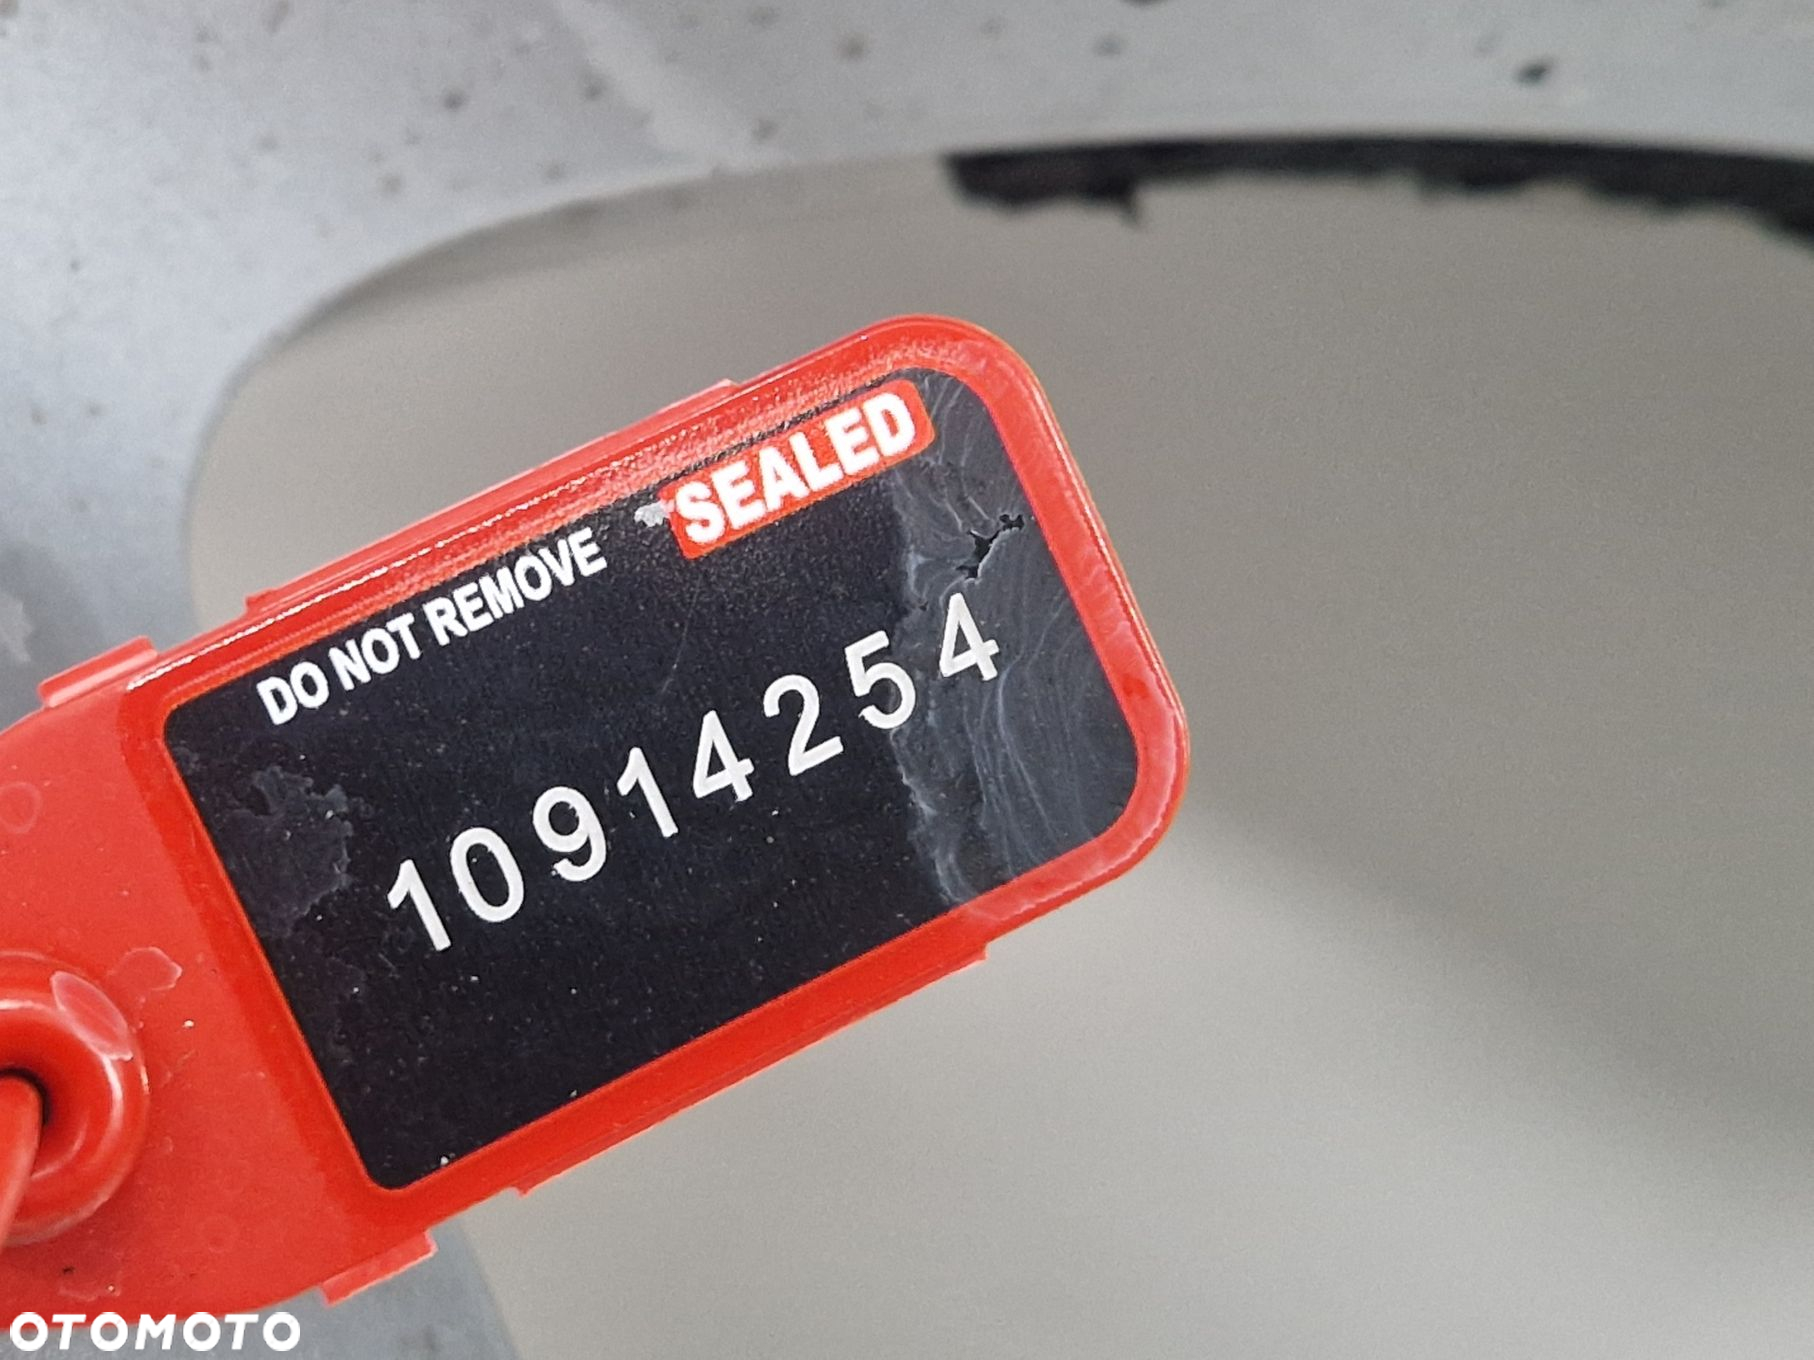 DO NOT REMOVE SEALED
10914254
OTOMOTO